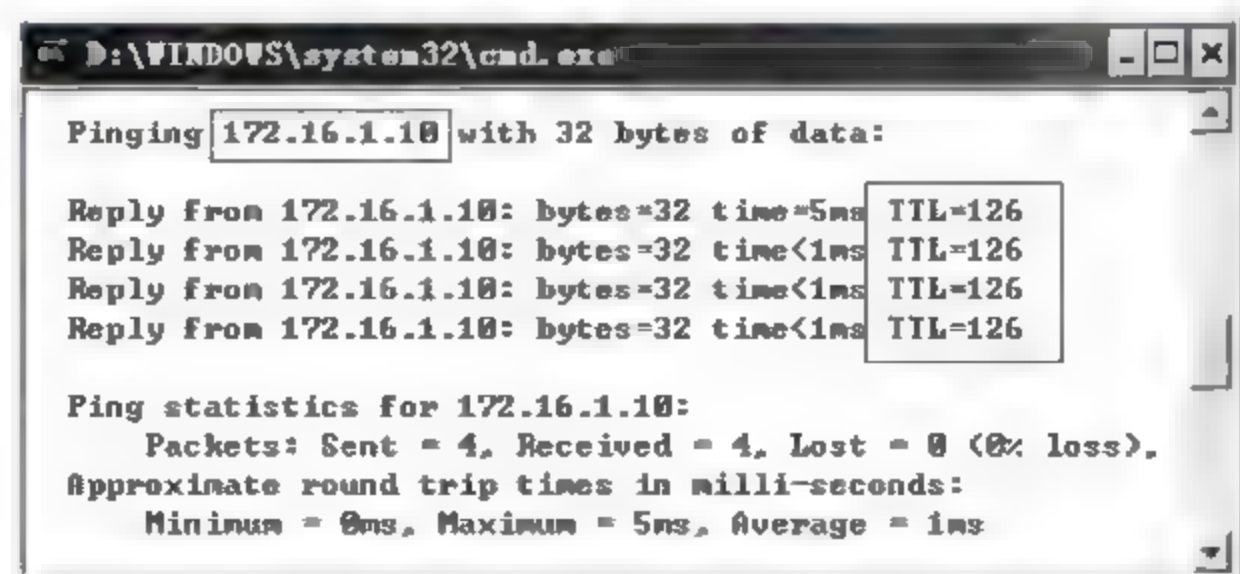 D:\WINDOWS\system32\cmd.exe
Pinging 172.16.1.10 with 32 bytes of data:
Reply from 172.16.1.10: bytes=32 time=5ms TTL=126
Reply from 172.16.1.10: bytes=32 time<1ms TTL=126
Reply from 172.16.1.10: bytes=32 time<1ms TTL=126
Reply from 172.16.1.10: bytes=32 time<1ms TTL=126
Ping statistics for 172.16.1.10:
Packets: Sent = 4, Received = 4, Lost = 0 (0% loss),
Approximate round trip times in milli-seconds:
Minimum = 0ms, Maximum = 5ms, Average = 1ms